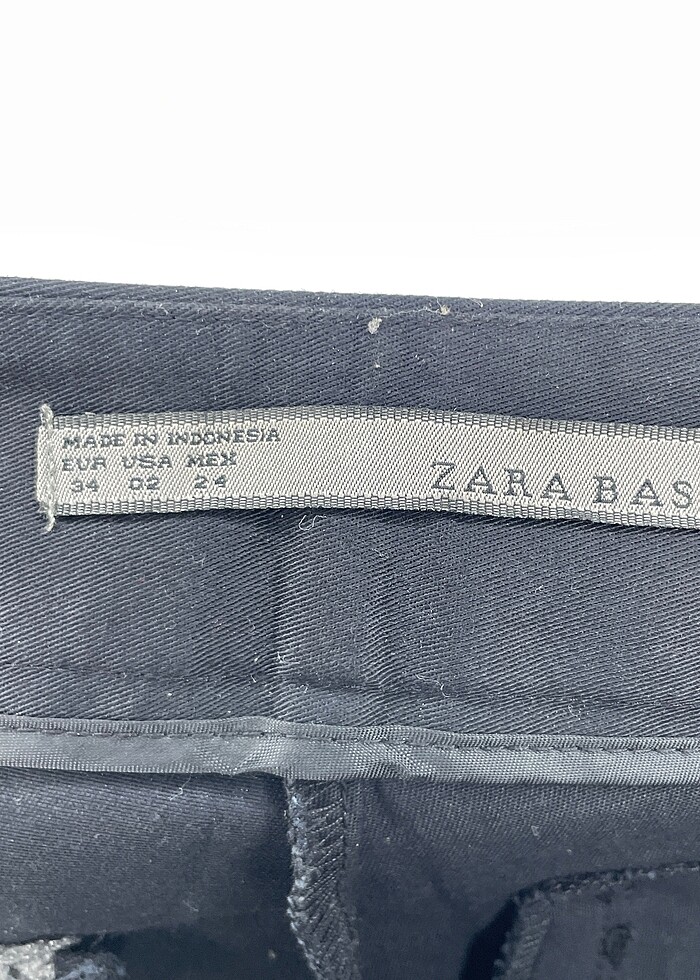 MADE IN INDONESIA
EUR USA MEX
34 02 24
ZARA BAS